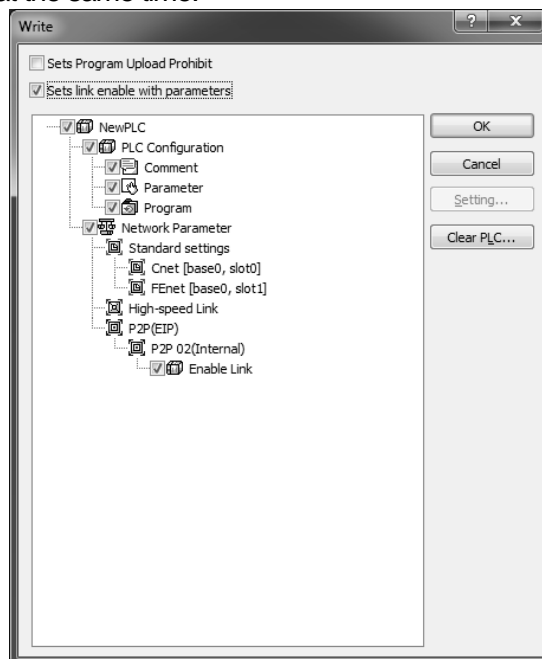 Write
Sets Program Upload Prohibit
Sets link enable with parameters
NewPLC
PLC Configuration
Comment
Parameter
Program
Network Parameter
Standard settings
Cnet [base0, slot0]
FEnet [base0, slot1]
High-speed Link
P2P(EIP)
P2P 02(Internal)
Enable Link
OK
Cancel
Setting...
Clear PLC...